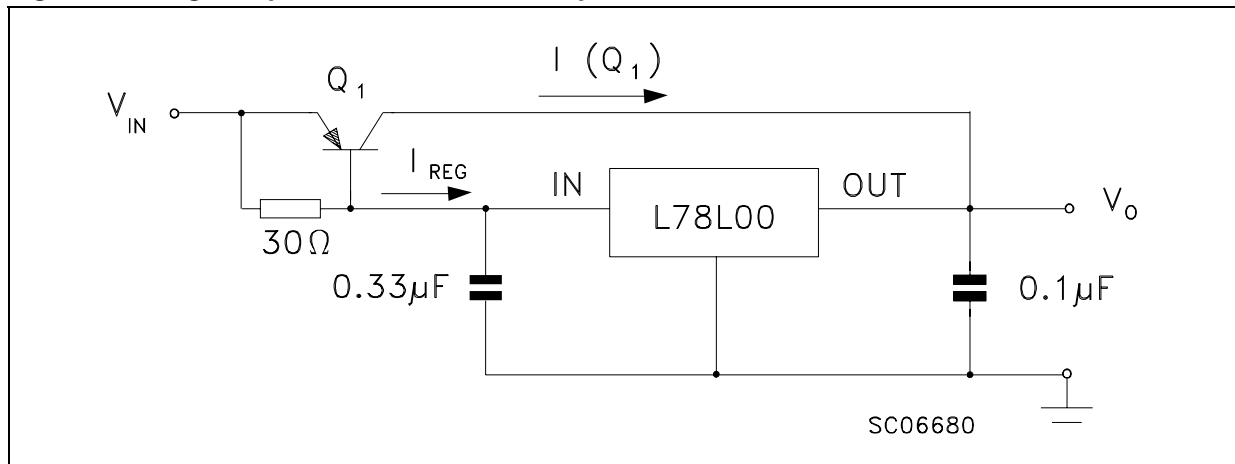 I (Q1)
Q1
VIN
IREG
IN
OUT
L78L00
VO
30Ω
0.33µF
0.1µF
SC06680